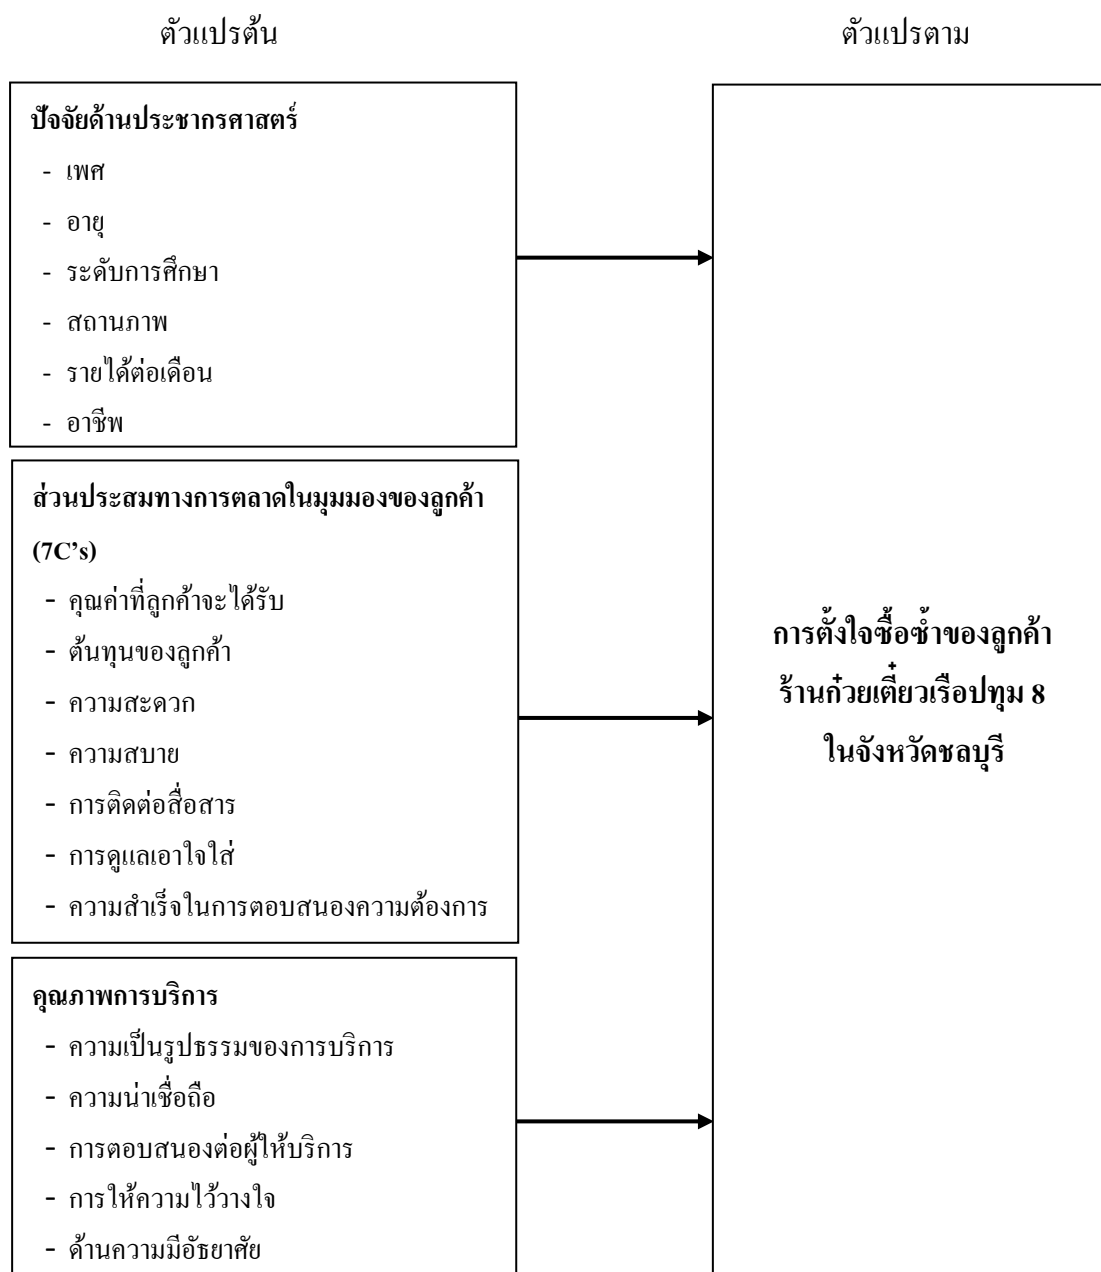 ตัวแปรต้น
ตัวแปรตาม
ปัจจัยด้านประชากรศาสตร์
- เพศ
- อายุ
- ระดับการศึกษา
- สถานภาพ
- รายได้ต่อเดือน
- อาชีพ
ส่วนประสมทางการตลาดในมุมมองของลูกค้า
(7C’s)
- คุณค่าที่ลูกค้าจะได้รับ
- ต้นทุนของลูกค้า
- ความสะดวก
- ความสบาย
- การติดต่อสื่อสาร
- การดูแลเอาใจใส่
- ความสำเร็จในการตอบสนองความต้องการ
คุณภาพการบริการ
- ความเป็นรูปธรรมของการบริการ
- ความน่าเชื่อถือ
- การตอบสนองต่อผู้ให้บริการ
- การให้ความไว้วางใจ
- ด้านความมีอัธยาศัย
การตั้งใจซื้อซ้ำของลูกค้า
ร้านก๋วยเตี๋ยวเรือปทุม 8
ในจังหวัดชลบุรี